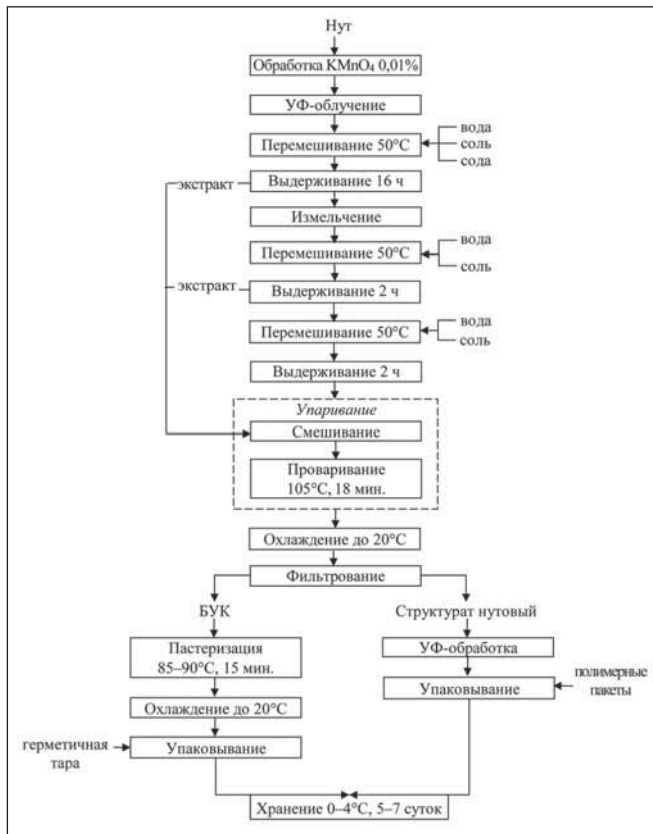 Нут
Обработка KMnO₄ 0,01%
УФ-облучение
Перемешивание 50°С
вода
соль
сода
экстракт
Выдерживание 16 ч
Измельчение
Перемешивание 50°С
вода
соль
экстракт
Выдерживание 2 ч
Перемешивание 50°С
вода
соль
Выдерживание 2 ч
Упаривание
Смешивание
Проваривание
105°С, 18 мин.
Охлаждение до 20°С
Фильтрование
БУК
Пастеризация
85–90°С, 15 мин.
Охлаждение до 20°С
герметичная
тара
Упаковывание
Структурат нутовый
УФ-обработка
Упаковывание
полимерные
пакеты
Хранение 0–4°С, 5–7 суток